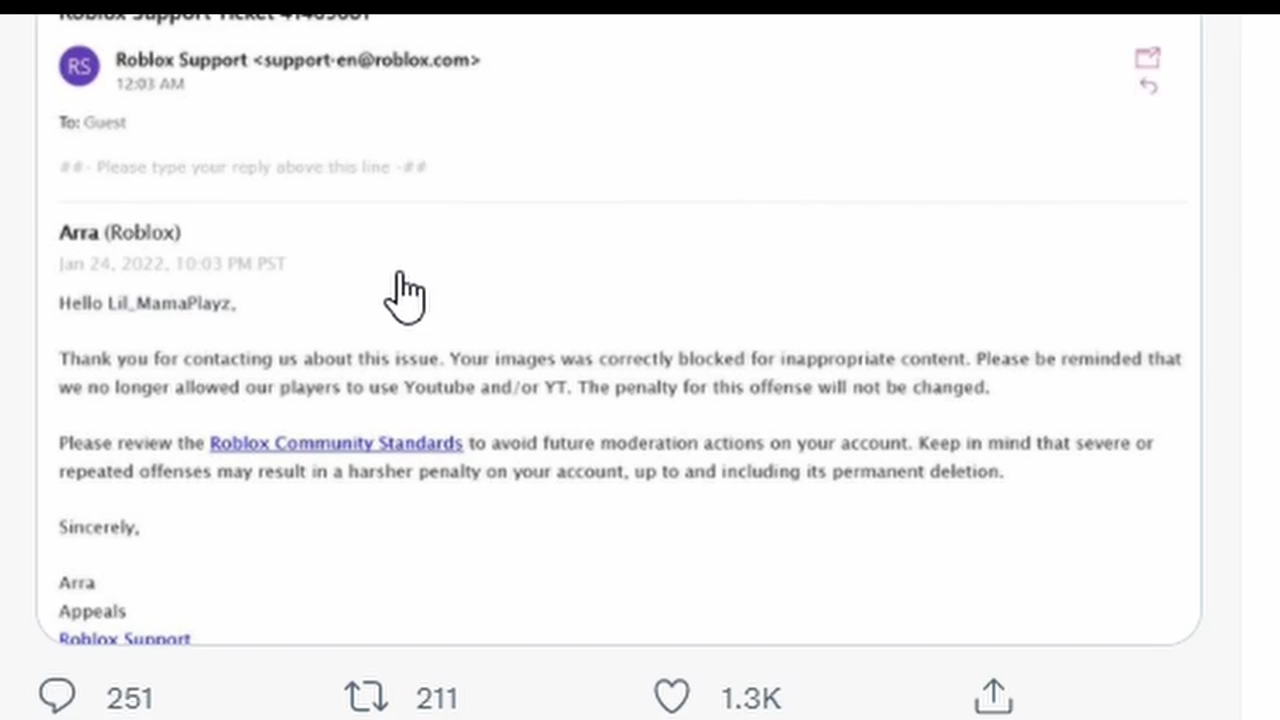 Roblox Support Ticket 41469061
RS
Roblox Support <support-en@roblox.com>
12:03 AM
To: Guest
##- Please type your reply above this line -##
Arra (Roblox)
Jan 24, 2022, 10:03 PM PST
Hello Lil_MamaPlayz,
Thank you for contacting us about this issue. Your images was correctly blocked for inappropriate content. Please be reminded that
we no longer allowed our players to use Youtube and/or YT. The penalty for this offense will not be changed.
Please review the Roblox Community Standards to avoid future moderation actions on your account. Keep in mind that severe or
repeated offenses may result in a harsher penalty on your account, up to and including its permanent deletion.
Sincerely,
Arra
Appeals
Roblox Support
251
211
1.3K